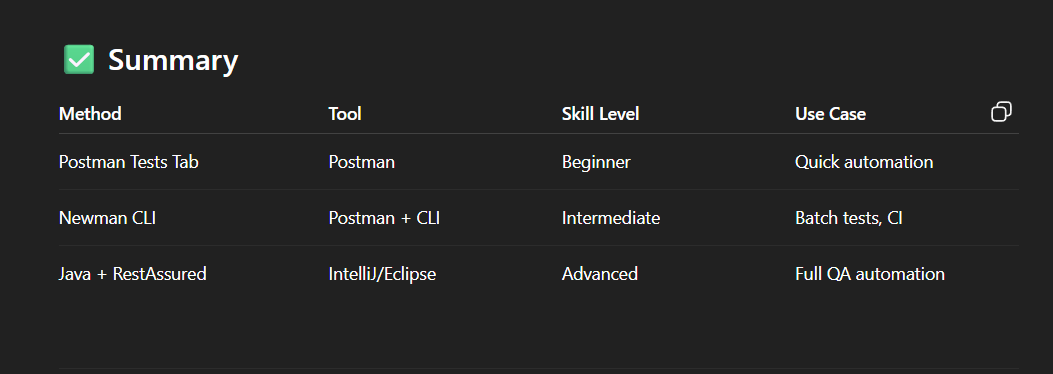 ✅ Summary
Method Tool Skill Level Use Case
Postman Tests Tab Postman Beginner Quick automation
Newman CLI Postman + CLI Intermediate Batch tests, CI
Java + RestAssured IntelliJ/Eclipse Advanced Full QA automation